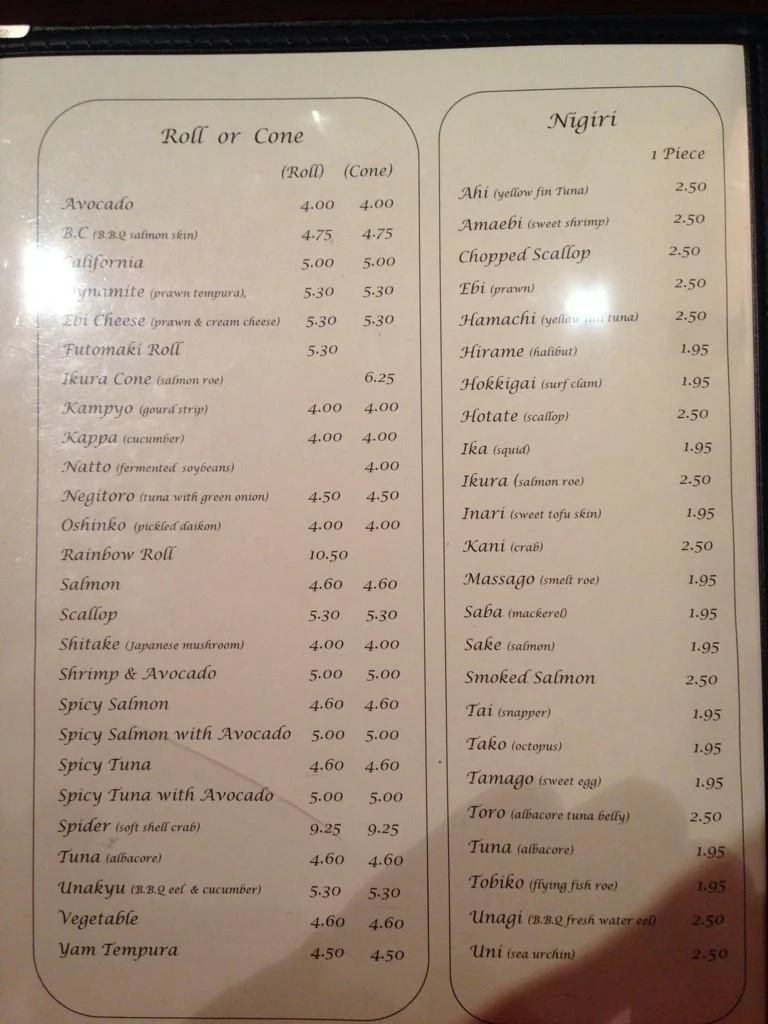 Roll or Cone
(Roll) (Cone)
Avocado 4.00 4.00
B.C (B.B.Q salmon skin) 4.75 4.75
California 5.00 5.00
Dynamite (prawn tempura), 5.30 5.30
Ebi Cheese (prawn & cream cheese) 5.30 5.30
Futomaki Roll 5.30
Ikura Cone (salmon roe) 6.25
Kampyo (gourd strip) 4.00 4.00
Kappa (cucumber) 4.00 4.00
Natto (fermented soybeans) 4.00
Negitoro (tuna with green onion) 4.50 4.50
Oshinko (pickled daikon) 4.00 4.00
Rainbow Roll 10.50
Salmon 4.60 4.60
Scallop 5.30 5.30
Shitake (Japanese mushroom) 4.00 4.00
Shrimp & Avocado 5.00 5.00
Spicy Salmon 4.60 4.60
Spicy Salmon with Avocado 5.00 5.00
Spicy Tuna 4.60 4.60
Spicy Tuna with Avocado 5.00 5.00
Spider (soft shell crab) 9.25 9.25
Tuna (albacore) 4.60 4.60
Unakyu (B.B.Q eel & cucumber) 5.30 5.30
Vegetable 4.60 4.60
Yam Tempura 4.50 4.50
Nigiri
1 Piece
Ahi (yellow fin Tuna) 2.50
Amaebi (sweet shrimp) 2.50
Chopped Scallop 2.50
Ebi (prawn) 2.50
Hamachi (yellow tuna) 2.50
Hirame (halibut) 1.95
Hokkigai (surf clam) 1.95
Hotate (scallop) 2.50
Ika (squid) 1.95
Ikura (salmon roe) 2.50
Inari (sweet tofu skin) 1.95
Kani (crab) 2.50
Massago (smelt roe) 1.95
Saba (mackerel) 1.95
Sake (salmon) 1.95
Smoked Salmon 2.50
Tai (snapper) 1.95
Tako (octopus) 1.95
Tamago (sweet egg) 1.95
Toro (albacore tuna belly) 2.50
Tuna (albacore) 1.95
Tobiko (flying fish roe) 1.95
Unagi (B.B.Q fresh water eel) 2.50
Uni (sea urchin) 2.50